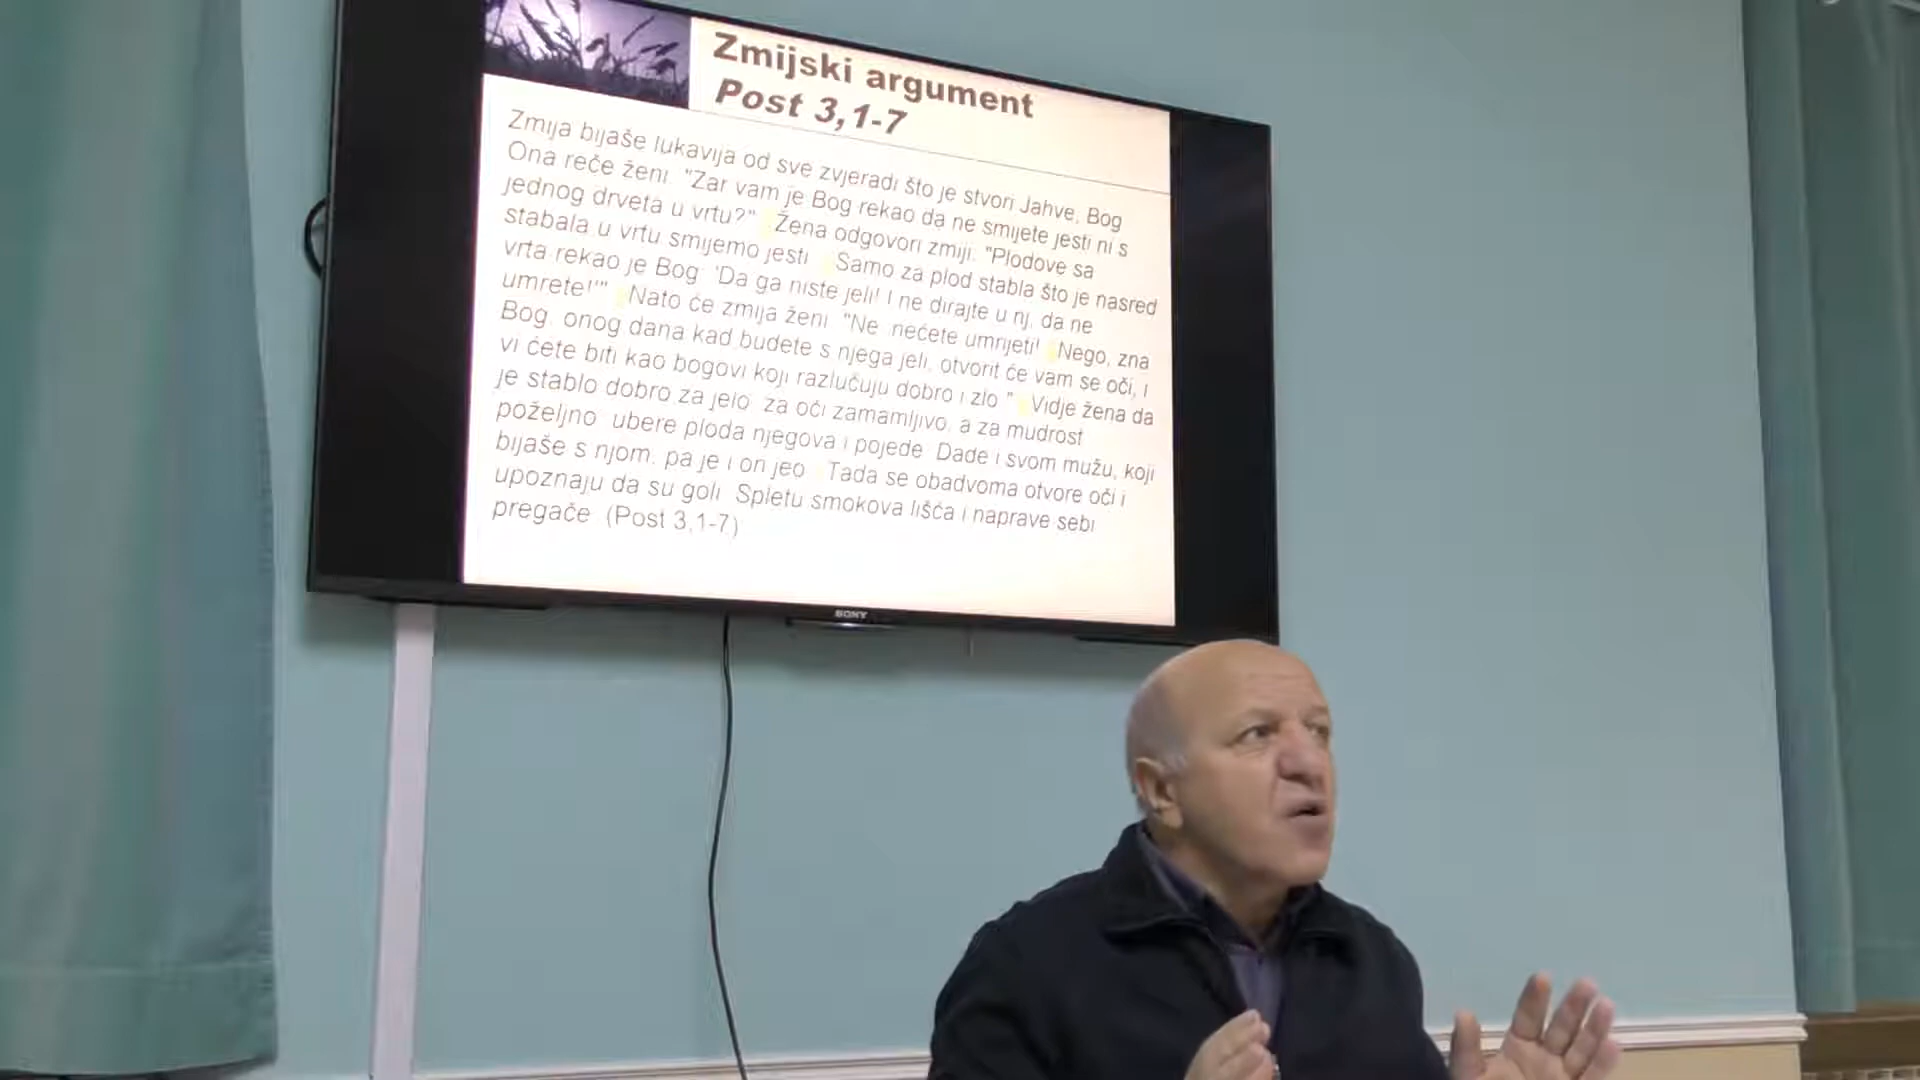 Zmijski argument
Post 3,1-7
Zmija bijaše lukavija od sve zvjeradi što je stvori Jahve, Bog
Ona reče ženi. "Zar vam je Bog rekao da ne smijete jesti ni s
jednog drveta u vrtu?" Žena odgovori zmiji. "Plodove sa
stabala u vrtu smijemo jesti Samo za plod stabla što je nasred
vrta rekao je Bog 'Da ga niste jeli! I ne dirajte u nj, da ne
umrete!'" Nato će zmija ženi "Ne nećete umrijeti! Nego, zna
Bog, onog dana kad budete s njega jeli, otvorit će vam se oči, i
vi ćete biti kao bogovi koji razlučuju dobro i zlo " Vidje žena da
je stablo dobro za jelo za oči zamamljivo, a za mudrost
poželjno ubere ploda njegova i pojede Dade i svom mužu, koji
bijaše s njom, pa je i on jeo Tada se obadvoma otvore oči i
upoznaju da su goli Spletu smokova lišća i naprave sebi
pregače (Post 3,1-7)
SONY